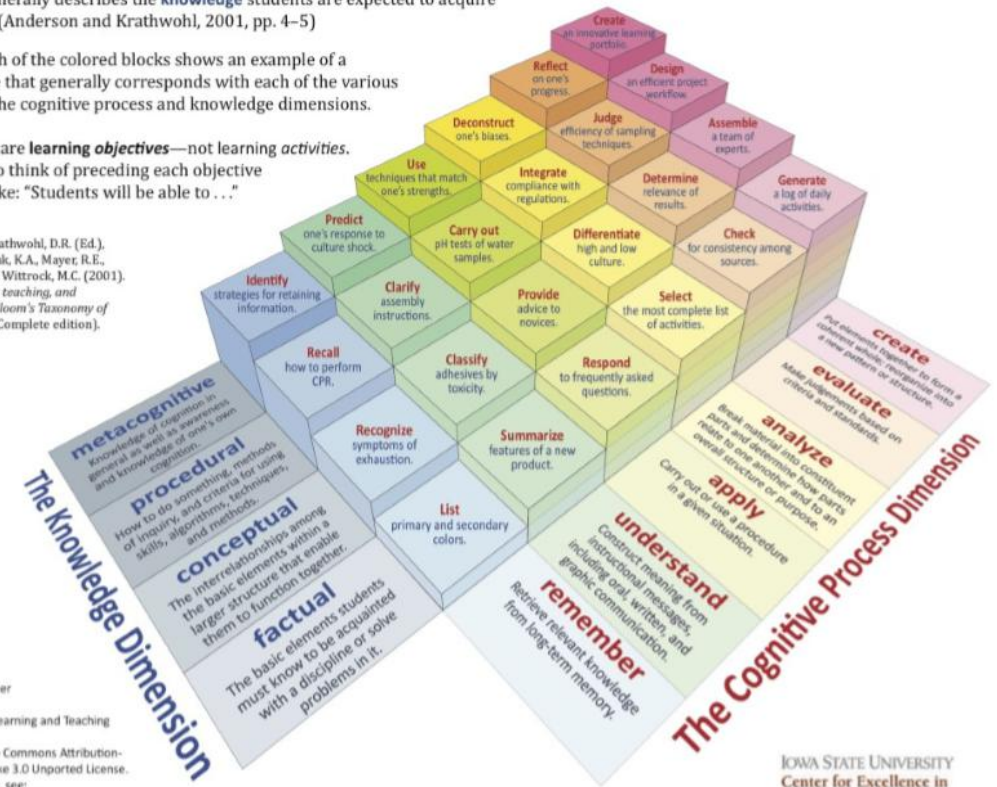 nerally describes the knowledge students are expected to acquire
(Anderson and Krathwohl, 2001, pp. 4–5)
h of the colored blocks shows an example of a
that generally corresponds with each of the various
he cognitive process and knowledge dimensions.
are learning objectives—not learning activities.
o think of preceding each objective
ke: “Students will be able to . . .”
athwohl, D.R. (Ed.),
k, K.A., Mayer, R.E.,
Wittrock, M.C. (2001).
teaching, and
loom's Taxonomy of
Complete edition).
Create
an innovative learning
portfolio.
Reflect
on one's
progress.
Design
an efficient project
workflow.
Deconstruct
one's biases.
Judge
efficiency of sampling
techniques.
Assemble
a team of
experts.
Use
techniques that match
one's strengths.
Integrate
compliance with
regulations.
Determine
relevance of
results.
Generate
a log of daily
activities.
Predict
one's response to
culture shock.
Carry out
pH tests of water
samples.
Differentiate
high and low
culture.
Check
for consistency among
sources.
Identify
strategies for retaining
information.
Clarify
assembly
instructions.
Provide
advice to
novices.
Select
the most complete list
of activities.
Recall
how to perform
CPR.
Classify
adhesives by
toxicity.
Respond
to frequently asked
questions.
Recognize
symptoms of
exhaustion.
Summarize
features of a new
product.
List
primary and secondary
colors.
The Knowledge Dimension
metacognitive
Knowledge of cognition in
general as well as awareness
and knowledge of one's own
cognition.
procedural
How to do something, methods
of inquiry, and criteria for using
skills, algorithms, techniques,
and methods.
conceptual
The interrelationships among
the basic elements within a
larger structure that enable
them to function together.
factual
The basic elements students
must know to be acquainted
with a discipline or solve
problems in it.
The Cognitive Process Dimension
create
Put elements together to form a
coherent whole; reorganize into
a new pattern or structure.
evaluate
Make judgements based on
criteria and standards.
analyze
Break material into constituent
parts and determine how parts
relate to one another and to an
overall structure or purpose.
apply
Carry out or use a procedure
in a given situation.
understand
Construct meaning from
instructional messages,
including oral, written, and
graphic communication.
remember
Retrieve relevant knowledge
from long-term memory.
er
earning and Teaching
Commons Attribution-
e 3.0 Unported License.
see:
IOWA STATE UNIVERSITY
Center for Excellence in